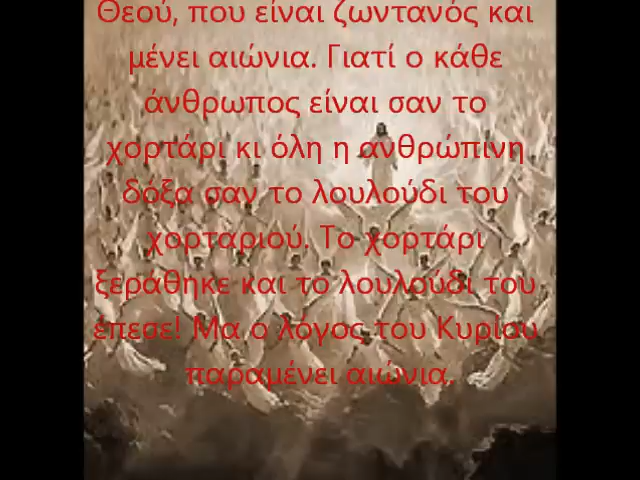 Θεού, που είναι ζωντανός και
μένει αιώνια. Γιατί ο κάθε
άνθρωπος είναι σαν το
χορτάρι κι όλη η ανθρώπινη
δόξα σαν το λουλούδι του
χορταριού. Το χορτάρι
ξεράθηκε και το λουλούδι του
έπεσε! Μα ο λόγος του Κυρίου
παραμένει αιώνια.